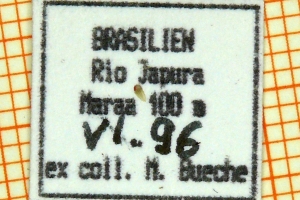 BRASILIEN
Rio Japura
Maraa 100 m
VI. 96
ex coll. M. Bueche